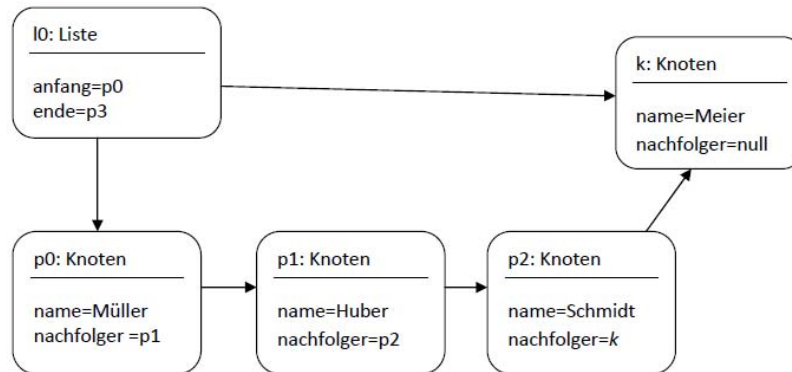 l0: Liste
anfang=p0
ende=p3
k: Knoten
name=Meier
nachfolger=null
p0: Knoten
name=Müller
nachfolger =p1
p1: Knoten
name=Huber
nachfolger=p2
p2: Knoten
name=Schmidt
nachfolger=k